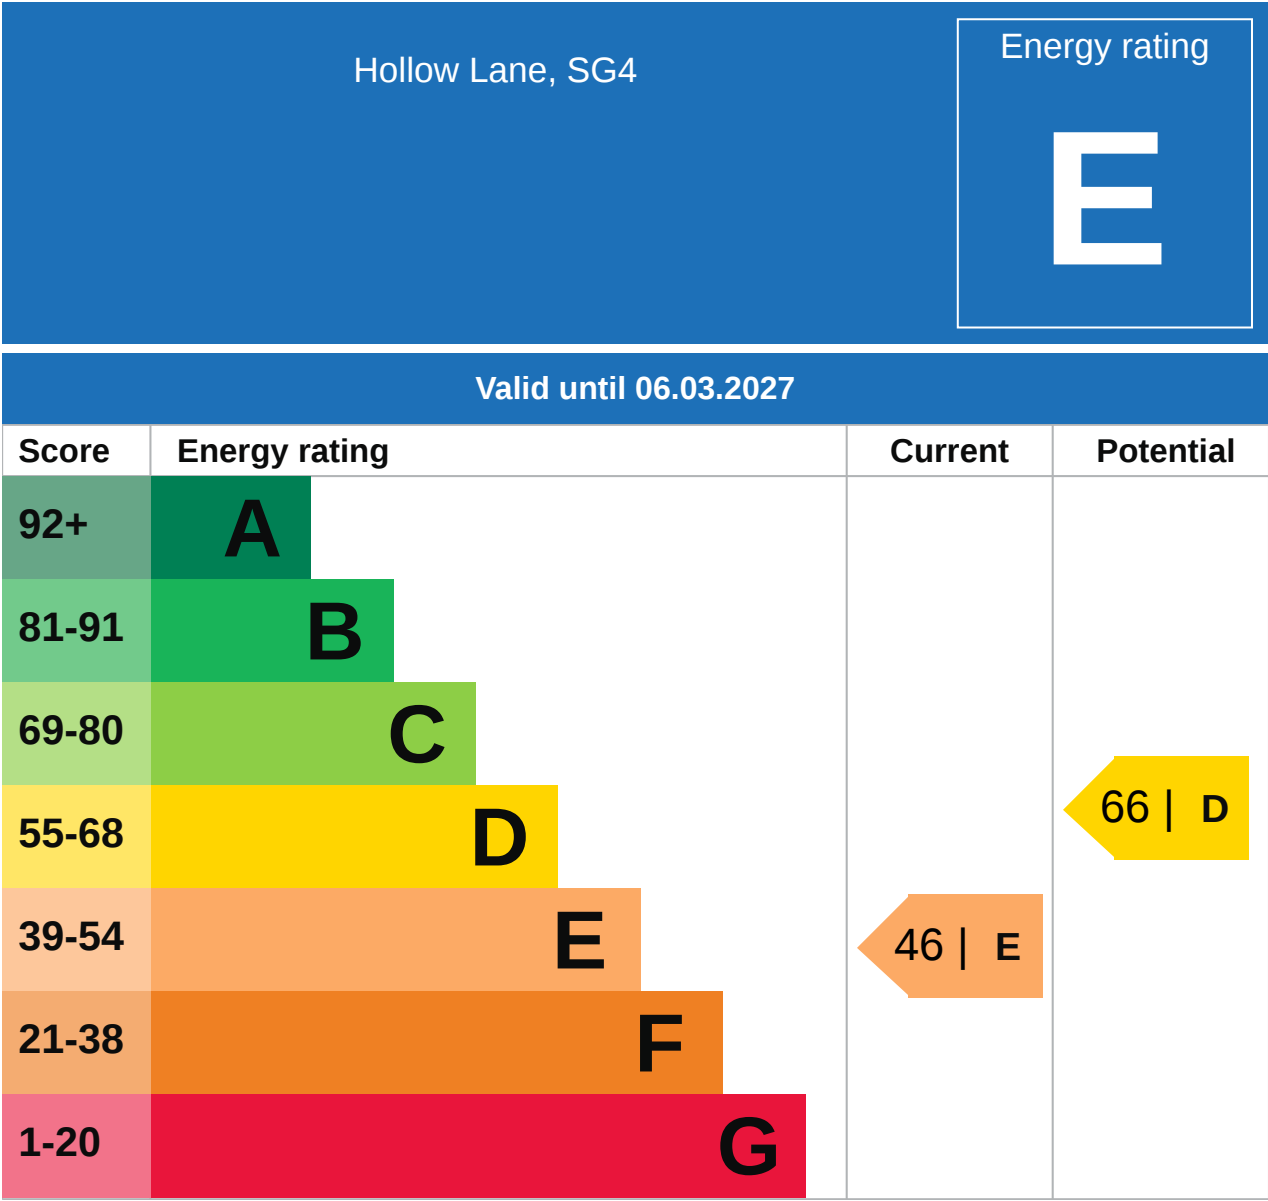 Hollow Lane, SG4
Energy rating
E
Valid until 06.03.2027
Score Energy rating Current Potential
92+ A
81-91 B
69-80 C
55-68 D
66 | D
39-54 E
46 | E
21-38 F
1-20 G